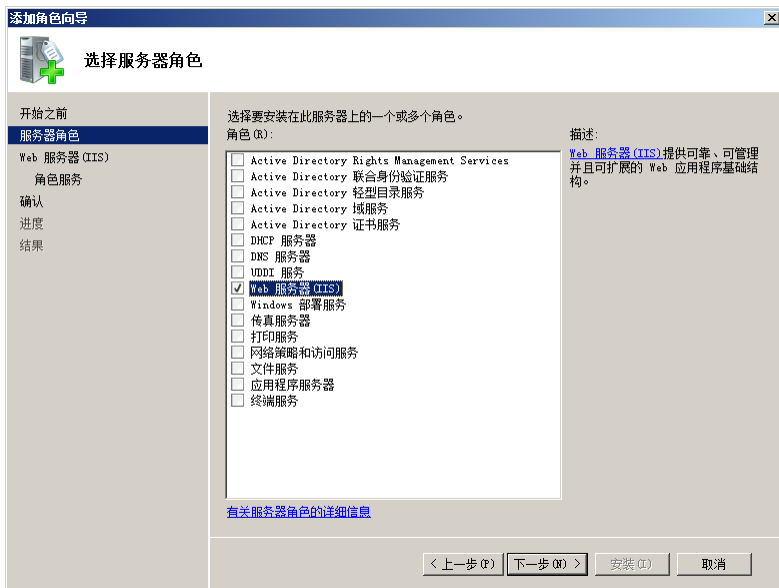 添加角色向导
选择服务器角色
开始之前
服务器角色
Web 服务器(IIS)
角色服务
确认
进度
结果
选择要安装在此服务器上的一个或多个角色。
角色(R):
Active Directory Rights Management Services
Active Directory 联合身份验证服务
Active Directory 轻型目录服务
Active Directory 域服务
Active Directory 证书服务
DHCP 服务器
DNS 服务器
UDDI 服务
Web 服务器(IIS)
Windows 部署服务
传真服务器
打印服务
网络策略和访问服务
文件服务
应用程序服务器
终端服务
有关服务器角色的详细信息
描述:
Web 服务器(IIS)提供可靠、可管理
并且可扩展的 Web 应用程序基础结
构。
< 上一步(P)
下一步(N) >
安装(I)
取消